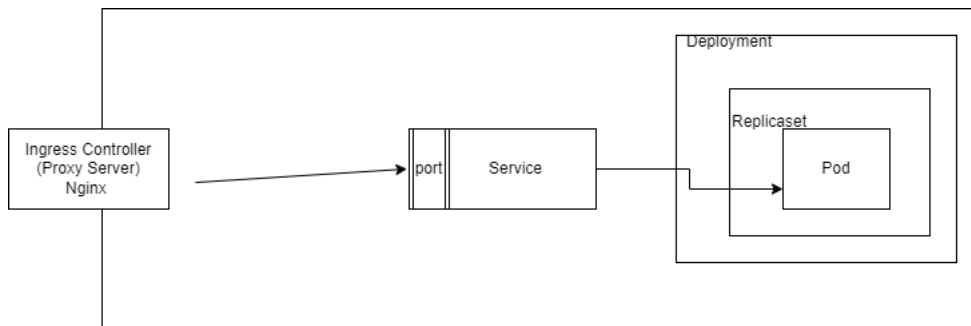 Deployment
Replicaset
Ingress Controller
(Proxy Server)
Nginx
port
Service
Pod